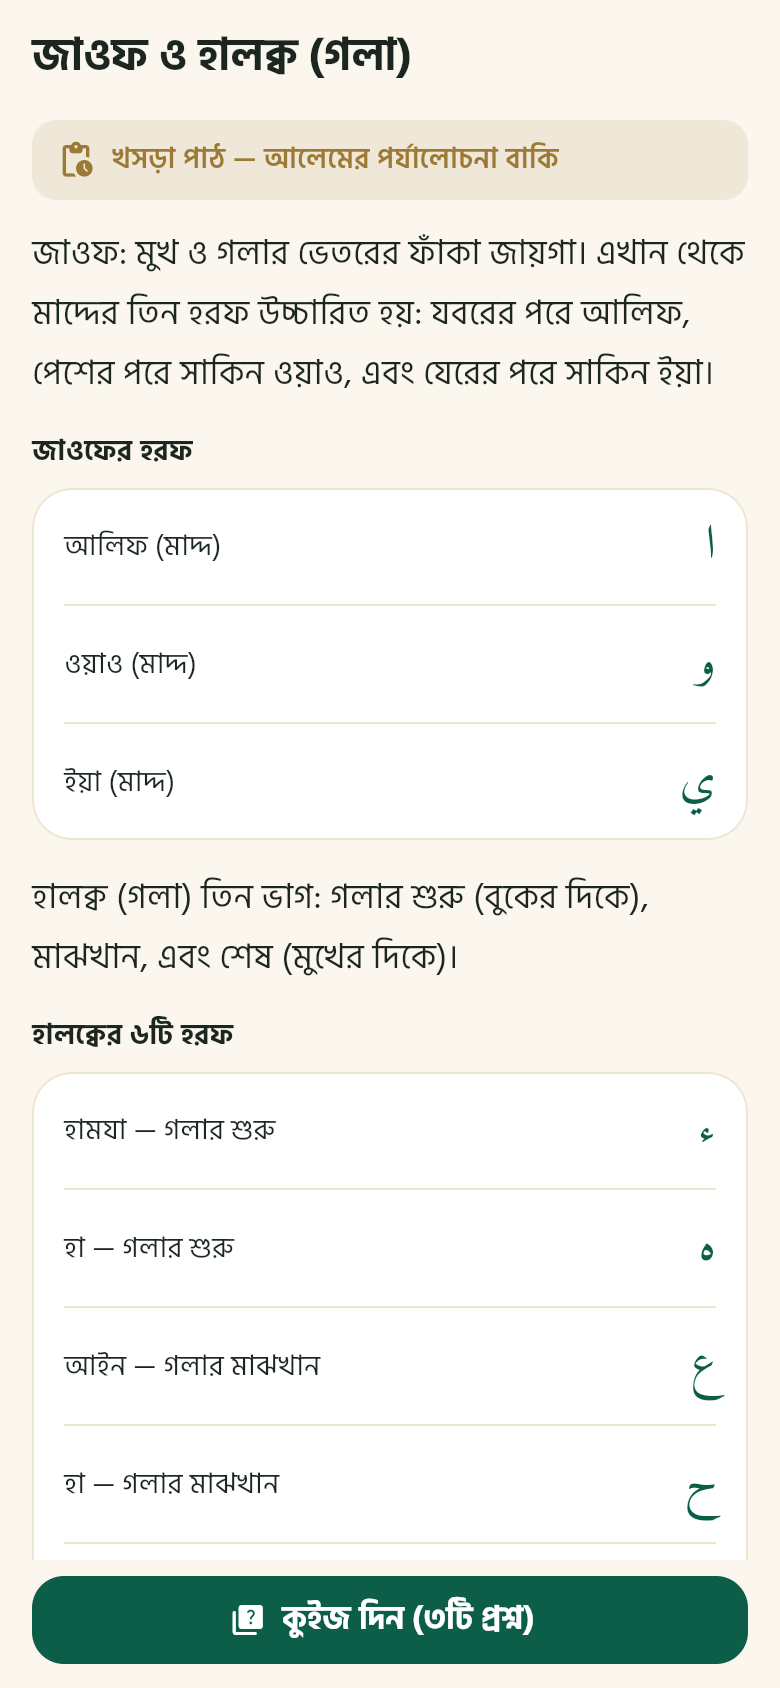 জাওফ ও হালক্ব (গলা)
খসড়া পাঠ — আলেমের পর্যালোচনা বাকি
জাওফ: মুখ ও গলার ভেতরের ফাঁকা জায়গা। এখান থেকে
মাদ্দের তিন হরফ উচ্চারিত হয়: যবরের পরে আলিফ,
পেশের পরে সাকিন ওয়াও, এবং যেরের পরে সাকিন ইয়া।
জাওফের হরফ
আলিফ (মাদ্দ) ا
ওয়াও (মাদ্দ) و
ইয়া (মাদ্দ) ي
হালক্ব (গলা) তিন ভাগ: গলার শুরু (বুকের দিকে),
মাঝখান, এবং শেষ (মুখের দিকে)।
হালক্বের ৬টি হরফ
হামযা — গলার শুরু ء
হা — গলার শুরু ه
আইন — গলার মাঝখান ع
হা — গলার মাঝখান ح
কুইজ দিন (৩টি প্রশ্ন)